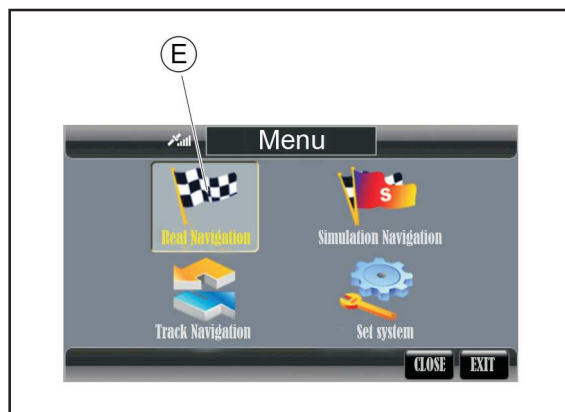 E
Menu
Real Navigation
Simulation Navigation
S
Track Navigation
Set system
CLOSE
EXIT